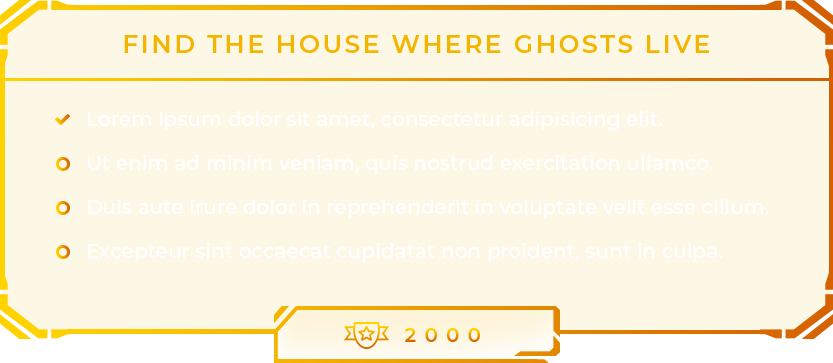 FIND THE HOUSE WHERE GHOSTS LIVE
Lorem ipsum dolor sit amet, consectetur adipisicing elit.
Ut enim ad minim veniam, quis nostrud exercitation ullamco.
Duis aute irure dolor in reprehenderit in voluptate velit esse cillum.
Excepteur sint occaecat cupidatat non proident, sunt in culpa.
2000